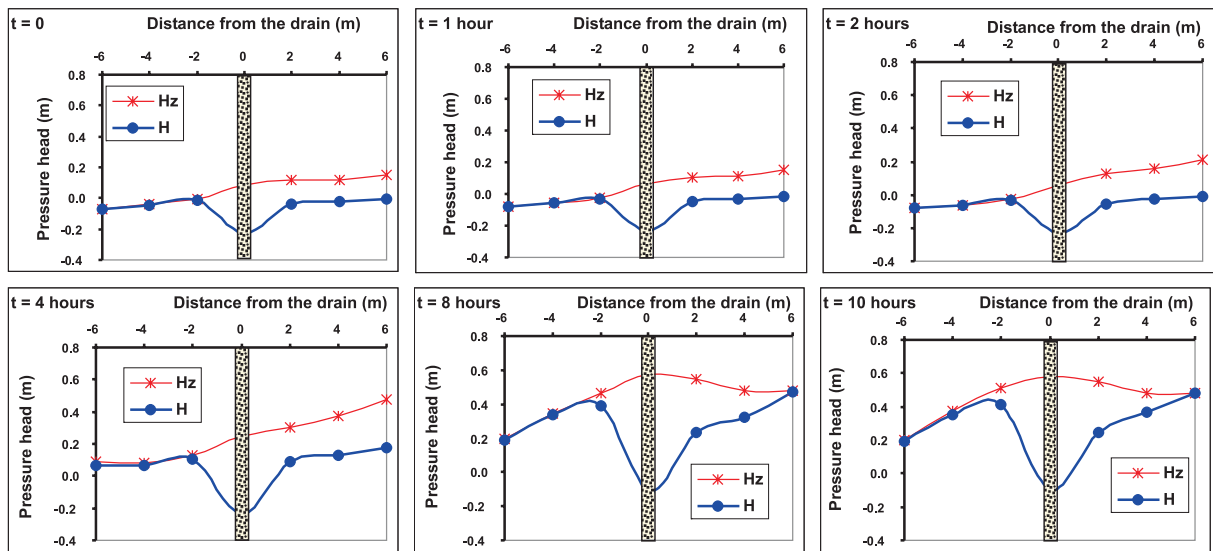 t = 0
Distance from the drain (m)
-6 -4 -2 0 2 4 6
Pressure head (m)
0.8
0.6
0.4
0.2
0.0
-0.2
-0.4
Hz
H
t = 1 hour
Distance from the drain (m)
-6 -4 -2 0 2 4 6
Pressure head (m)
0.8
0.6
0.4
0.2
0.0
-0.2
-0.4
Hz
H
t = 2 hours
Distance from the drain (m)
-6 -4 -2 0 2 4 6
Pressure head (m)
0.8
0.6
0.4
0.2
0.0
-0.2
-0.4
Hz
H
t = 4 hours
Distance from the drain (m)
-6 -4 -2 0 2 4 6
Pressure head (m)
0.8
0.6
0.4
0.2
0.0
-0.2
-0.4
Hz
H
t = 8 hours
Distance from the drain (m)
-6 -4 -2 0 2 4 6
Pressure head (m)
0.8
0.6
0.4
0.2
0.0
-0.2
-0.4
Hz
H
t = 10 hours
Distance from the drain (m)
-6 -4 -2 0 2 4 6
Pressure head (m)
0.8
0.6
0.4
0.2
0.0
-0.2
-0.4
Hz
H